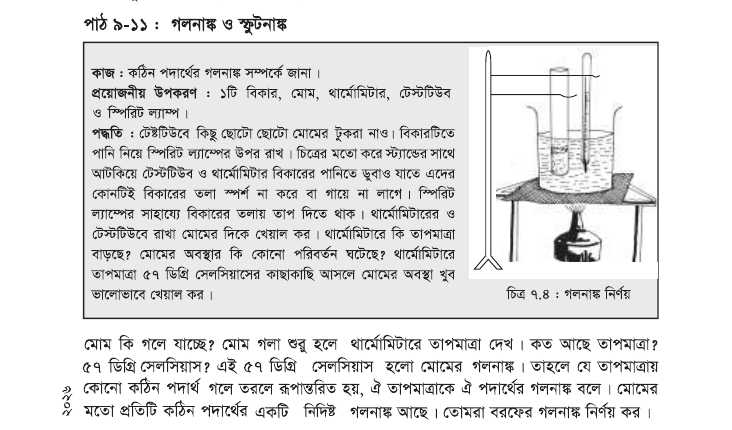 পাঠ ৯-১১ : গলনাঙ্ক ও স্ফুটনাঙ্ক
কাজ : কঠিন পদার্থের গলনাঙ্ক সম্পর্কে জানা ।
প্রয়োজনীয় উপকরণ : ১টি বিকার, মোম, থার্মোমিটার, টেস্টটিউব
ও স্পিরিট ল্যাম্প ।
পদ্ধতি : টেষ্টটিউবে কিছু ছোটো ছোটো মোমের টুকরা নাও। বিকারটিতে
পানি নিয়ে স্পিরিট ল্যাম্পের উপর রাখ । চিত্রের মতো করে স্ট্যান্ডের সাথে
আটকিয়ে টেস্টটিউব ও থার্মোমিটার বিকারের পানিতে ডুবাও যাতে এদের
কোনটিই বিকারের তলা স্পর্শ না করে বা গায়ে না লাগে । স্পিরিট
ল্যাম্পের সাহায্যে বিকারের তলায় তাপ দিতে থাক । থার্মোমিটারের ও
টেস্টটিউবে রাখা মোমের দিকে খেয়াল কর । থার্মোমিটারে কি তাপমাত্রা
বাড়ছে? মোমের অবস্থার কি কোনো পরিবর্তন ঘটেছে? থার্মোমিটারে
তাপমাত্রা ৫৭ ডিগ্রি সেলসিয়াসের কাছাকাছি আসলে মোমের অবস্থা খুব
ভালোভাবে খেয়াল কর ।
চিত্র ৭.৪ : গলনাঙ্ক নির্ণয়
মোম কি গলে যাচ্ছে? মোম গলা শুরু হলে থার্মোমিটারে তাপমাত্রা দেখ । কত আছে তাপমাত্রা?
৫৭ ডিগ্রি সেলসিয়াস? এই ৫৭ ডিগ্রি সেলসিয়াস হলো মোমের গলনাঙ্ক । তাহলে যে তাপমাত্রায়
কোনো কঠিন পদার্থ গলে তরলে রূপান্তরিত হয়, ঐ তাপমাত্রাকে ঐ পদার্থের গলনাঙ্ক বলে । মোমের
মতো প্রতিটি কঠিন পদার্থের একটি নির্দিষ্ট গলনাঙ্ক আছে । তোমরা বরফের গলনাঙ্ক নির্ণয় কর ।
২০২৬